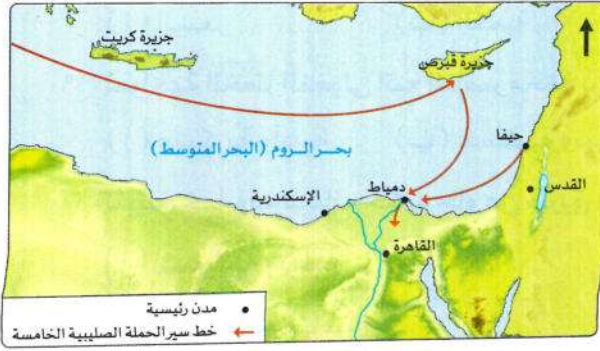 جزيرة كريت
جزيرة قبرص
حيفا
بحر الروم (البحر المتوسط)
القدس
دمياط
الإسكندرية
القاهرة
مدن رئيسية
خط سير الحملة الصليبية الخامسة